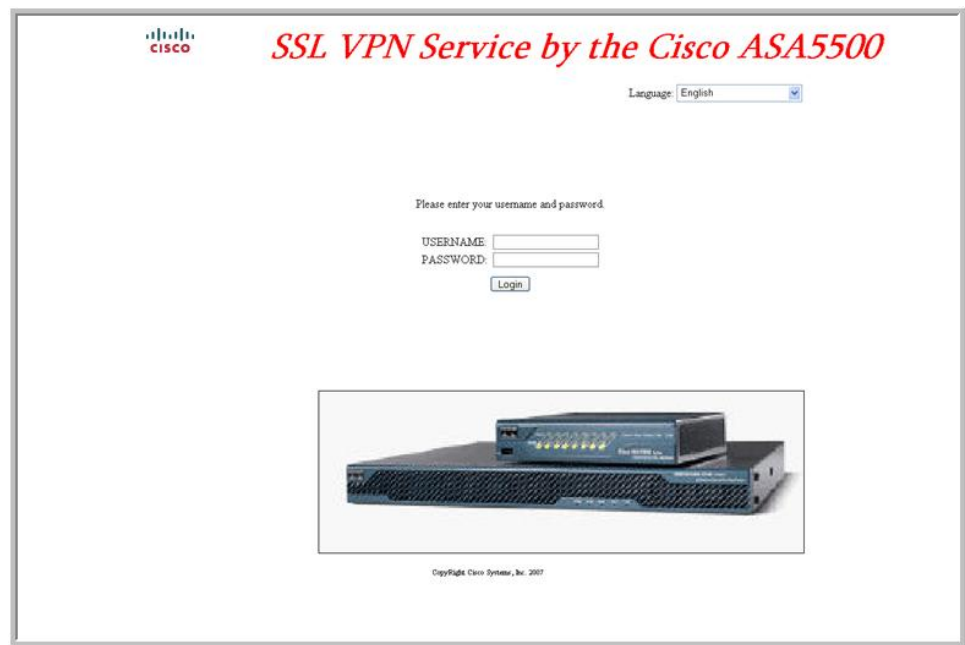 CISCO
SSL VPN Service by the Cisco ASA5500
Language: English
Please enter your username and password.
USERNAME:
PASSWORD:
Login
CopyRight Cisco Systems, Inc. 2007